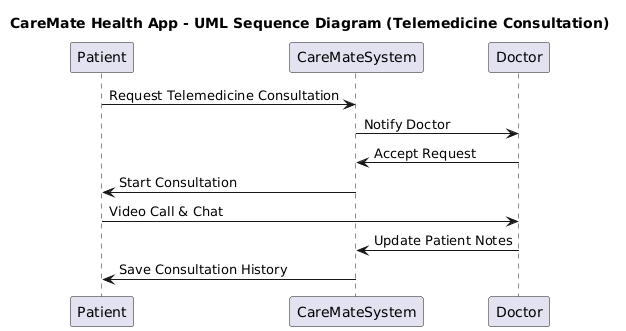 CareMate Health App - UML Sequence Diagram (Telemedicine Consultation)
Patient
CareMateSystem
Doctor
Request Telemedicine Consultation
Notify Doctor
Accept Request
Start Consultation
Video Call & Chat
Update Patient Notes
Save Consultation History
Patient
CareMateSystem
Doctor